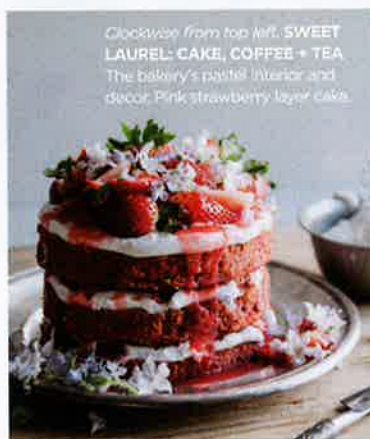 Clockwise from top left. SWEET
LAUREL: CAKE, COFFEE + TEA
The bakery's pastel interior and
decor. Pink strawberry layer cake.